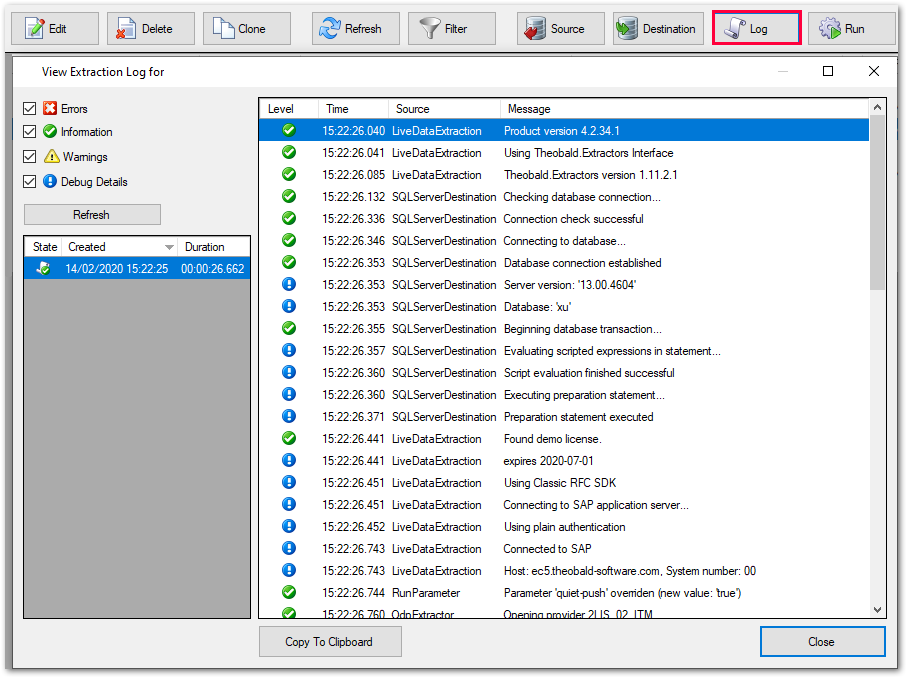 Edit Delete Clone Refresh Filter Source Destination Log Run
View Extraction Log for
Errors
Information
Warnings
Debug Details
Refresh
State Created Duration
14/02/2020 15:22:25 00:00:26.662
Level Time Source Message
15:22:26.040 LiveDataExtraction Product version 4.2.34.1
15:22:26.041 LiveDataExtraction Using Theobald.Extractors Interface
15:22:26.085 LiveDataExtraction Theobald.Extractors version 1.11.2.1
15:22:26.132 SQLServerDestination Checking database connection...
15:22:26.336 SQLServerDestination Connection check successful
15:22:26.346 SQLServerDestination Connecting to database...
15:22:26.353 SQLServerDestination Database connection established
15:22:26.353 SQLServerDestination Server version: '13.00.4604'
15:22:26.353 SQLServerDestination Database: 'xu'
15:22:26.355 SQLServerDestination Beginning database transaction...
15:22:26.357 SQLServerDestination Evaluating scripted expressions in statement...
15:22:26.360 SQLServerDestination Script evaluation finished successful
15:22:26.360 SQLServerDestination Executing preparation statement...
15:22:26.371 SQLServerDestination Preparation statement executed
15:22:26.441 LiveDataExtraction Found demo license.
15:22:26.441 LiveDataExtraction expires 2020-07-01
15:22:26.451 LiveDataExtraction Using Classic RFC SDK
15:22:26.451 LiveDataExtraction Connecting to SAP application server...
15:22:26.452 LiveDataExtraction Using plain authentication
15:22:26.743 LiveDataExtraction Connected to SAP
15:22:26.743 LiveDataExtraction Host: ec5.theobald-software.com, System number: 00
15:22:26.744 RunParameter Parameter 'quiet-push' overriden (new value: 'true')
15:22:26.760 OdpExtractor Opening provider 2LIS_02_ITM
Copy To Clipboard
Close